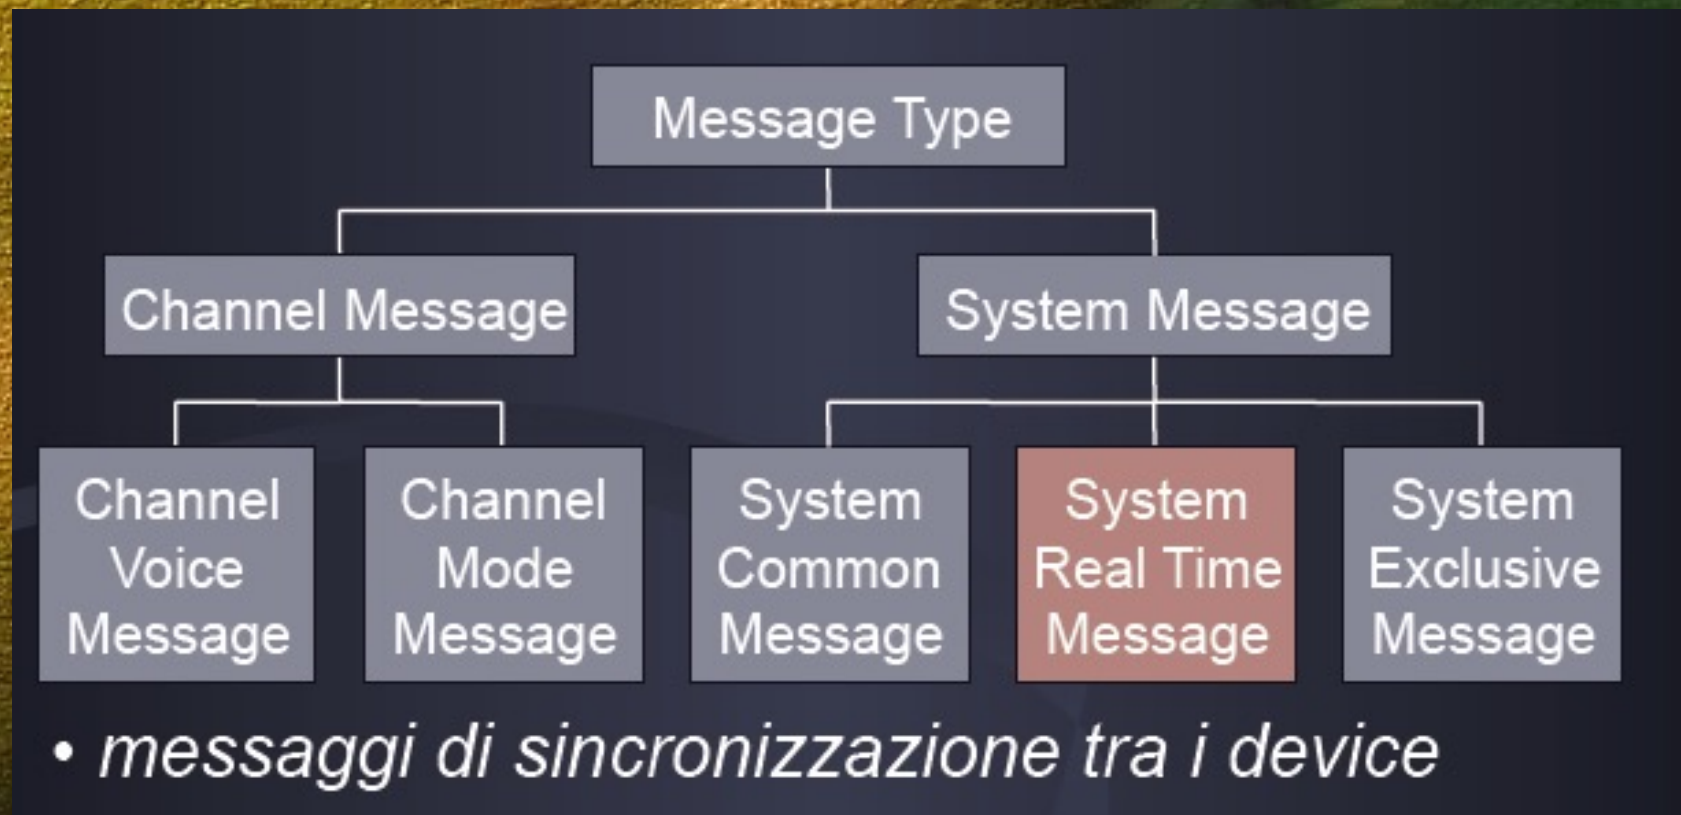 Message Type
Channel Message
System Message
Channel
Voice
Message
Channel
Mode
Message
System
Common
Message
System
Real Time
Message
System
Exclusive
Message
• messaggi di sincronizzazione tra i device